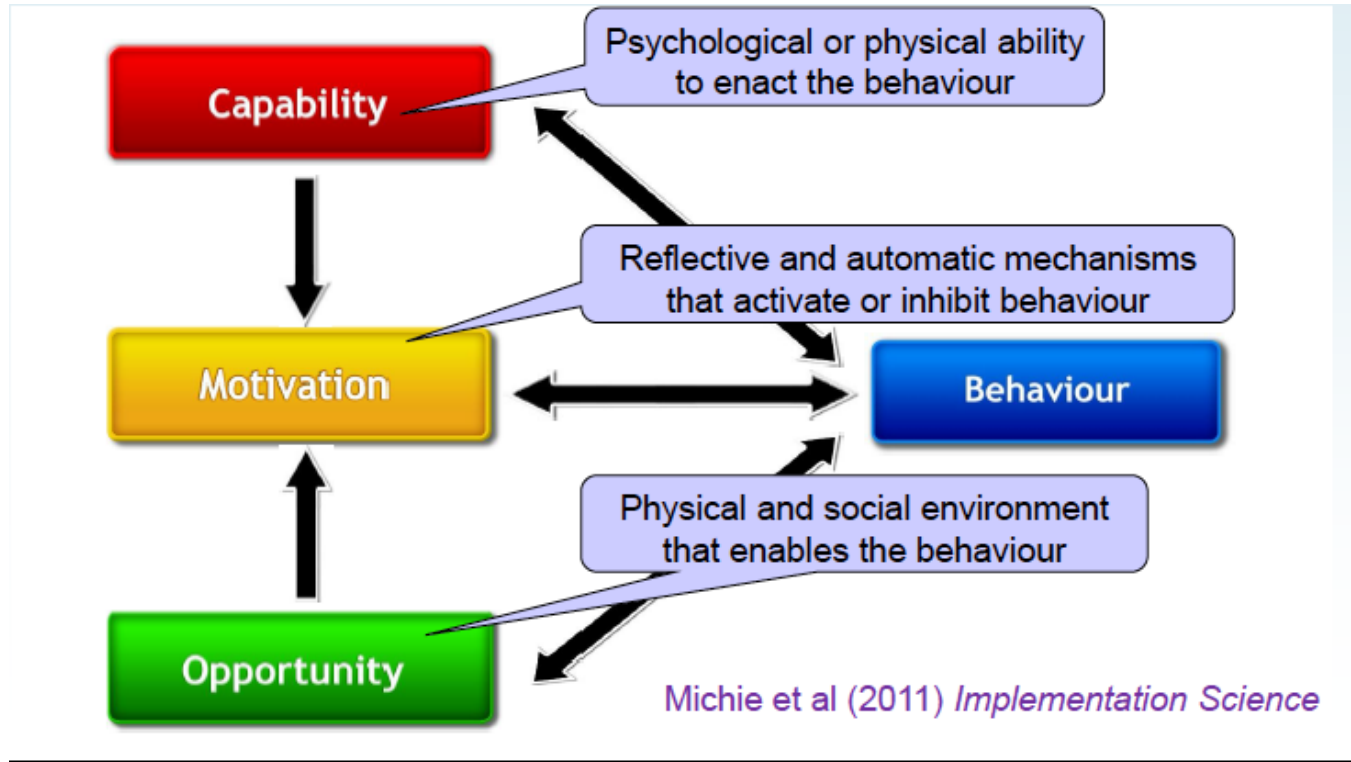 Psychological or physical ability
to enact the behaviour
Capability
Reflective and automatic mechanisms
that activate or inhibit behaviour
Motivation
Behaviour
Physical and social environment
that enables the behaviour
Opportunity
Michie et al (2011) Implementation Science